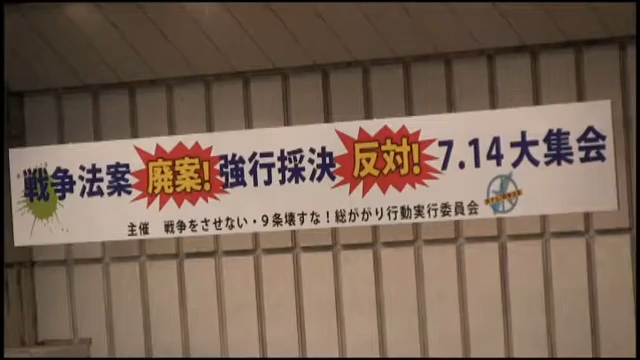 戦争法案廃案!強行採決反対!7.14大集会
主催 戦争をさせない・9条壊すな!総がかり行動実行委員会